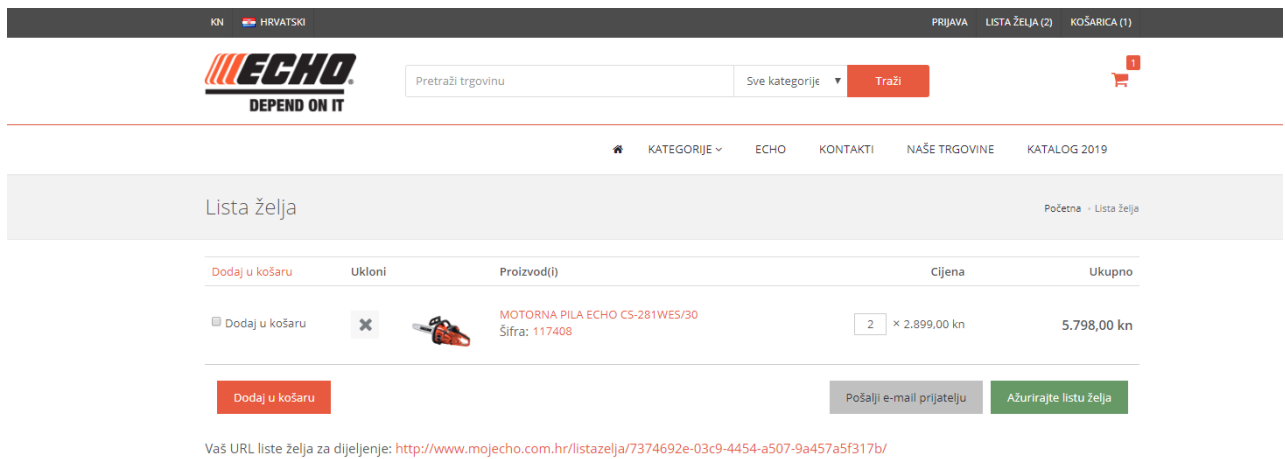 KN HRVATSKI PRIJAVA LISTA ŽELJA (2) KOŠARICA (1)
ECHO.
DEPEND ON IT
Pretraži trgovinu Sve kategorije Traži 1
KATEGORIJE ECHO KONTAKTI NAŠE TRGOVINE KATALOG 2019
Lista želja Početna Lista želja
Dodaj u košaru Ukloni Proizvod(i) Cijena Ukupno
Dodaj u košaru MOTORNA PILA ECHO CS-281WES/30 2 × 2.899,00 kn 5.798,00 kn
Šifra: 117408
Dodaj u košaru Pošalji e-mail prijatelju Ažurirajte listu želja
Vaš URL liste želja za dijeljenje: http://www.mojecho.com.hr/listazelja/7374692e-03c9-4454-a507-9a457a5f317b/